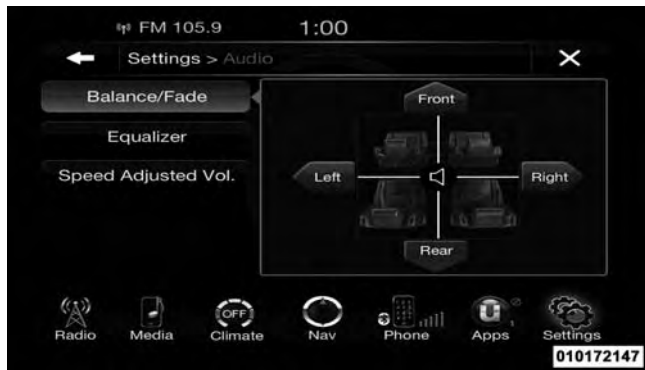 FM 105.9 1:00
Settings > Audio
Balance/Fade
Equalizer
Speed Adjusted Vol.
Front
Left
Right
Rear
OFF
U
Radio Media Climate Nav Phone Apps Settings
010172147